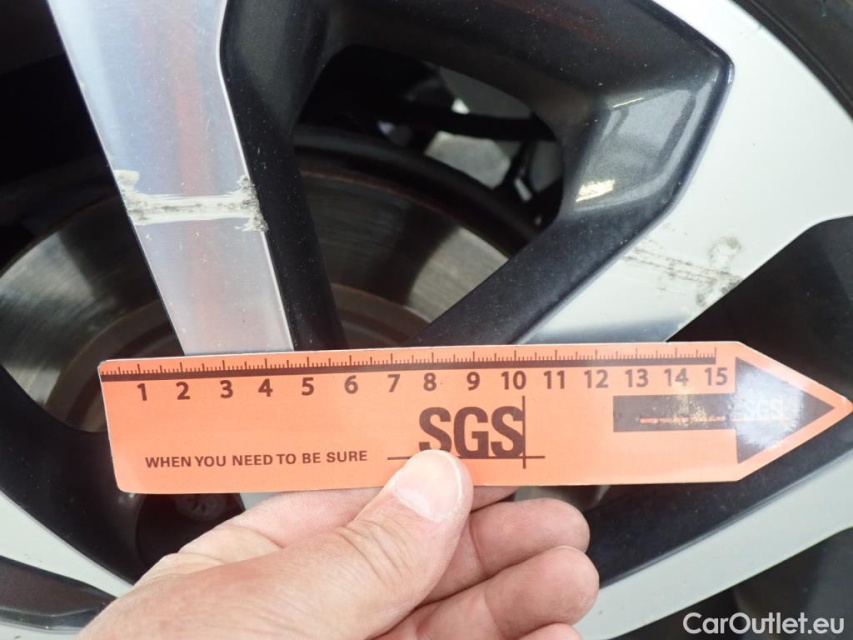 1 2 3 4 5 6 7 8 9 10 11 12 13 14 15
SGS
WHEN YOU NEED TO BE SURE
CarOutlet.eu